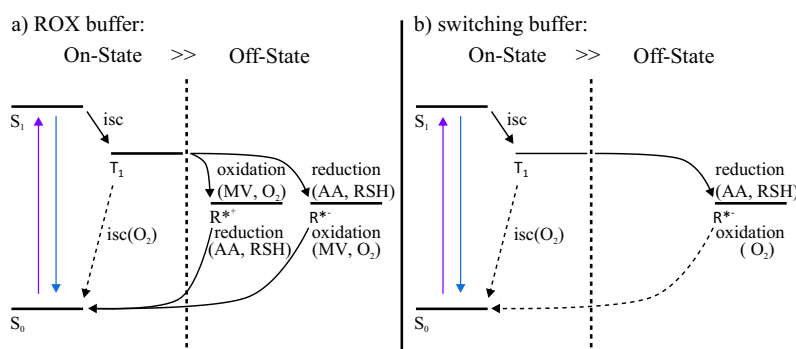 a) ROX buffer:
On-State >> Off-State
S₁
isc
T₁
oxidation
(MV, O₂)
reduction
(AA, RSH)
R*⁺
R*⁻
isc(O₂)
reduction
(AA, RSH)
oxidation
(MV, O₂)
S₀
b) switching buffer:
On-State >> Off-State
S₁
isc
T₁
reduction
(AA, RSH)
R*⁻
isc(O₂)
oxidation
( O₂)
S₀